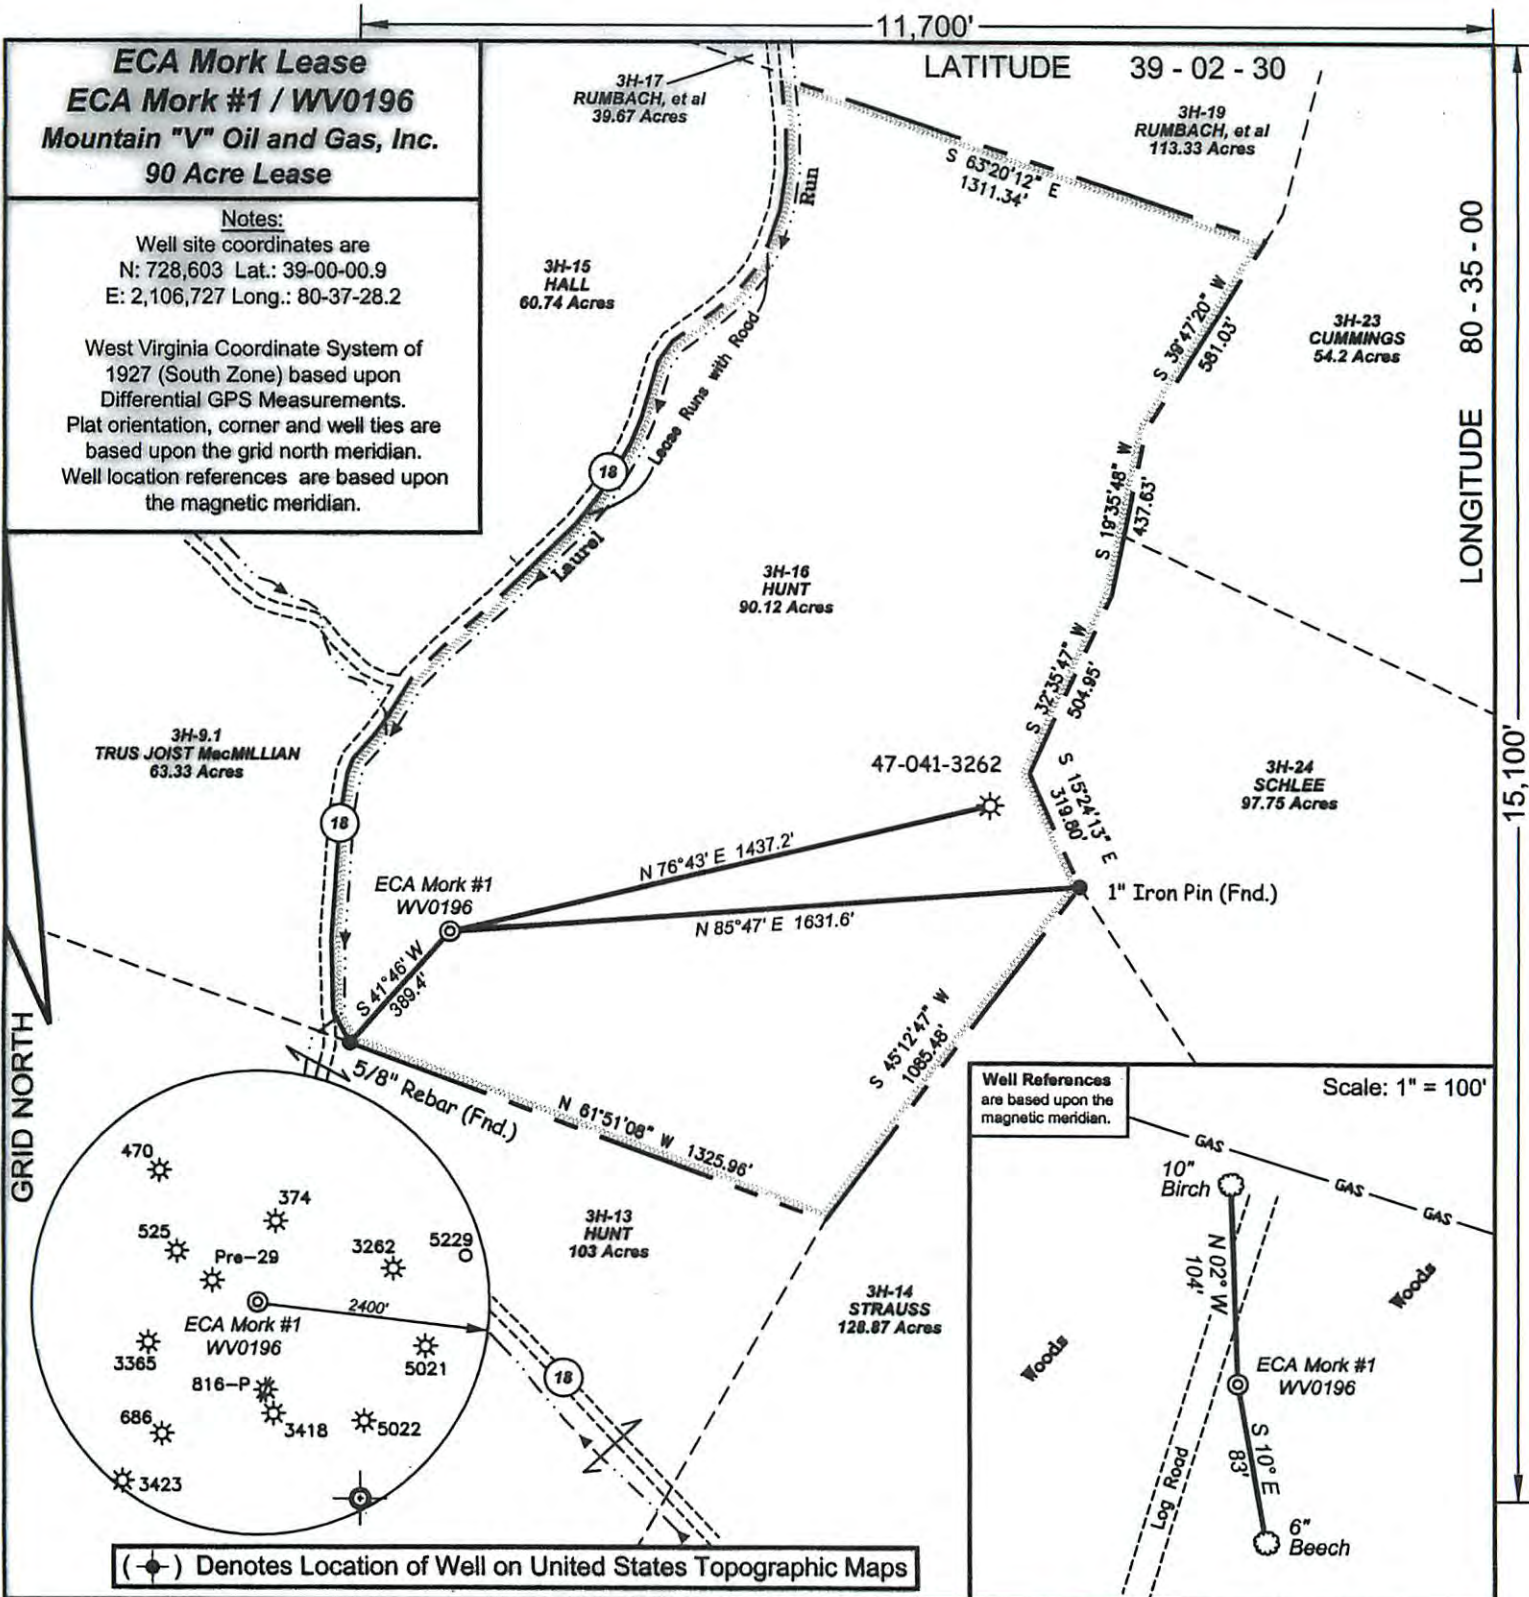 11,700'
ECA Mork Lease
ECA Mork #1 / WV0196
Mountain "V" Oil and Gas, Inc.
90 Acre Lease
Notes:
Well site coordinates are
N: 728,603 Lat.: 39-00-00.9
E: 2,106,727 Long.: 80-37-28.2
West Virginia Coordinate System of
1927 (South Zone) based upon
Differential GPS Measurements.
Plat orientation, corner and well ties are
based upon the grid north meridian.
Well location references are based upon
the magnetic meridian.
LATITUDE 39 - 02 - 30
LONGITUDE 80 - 35 - 00
15,100'
3H-17
RUMBACH, et al
39.67 Acres
3H-19
RUMBACH, et al
113.33 Acres
S 63°20'12" E
1311.34'
Run
3H-15
HALL
60.74 Acres
S 39°47'20" W
581.03'
3H-23
CUMMINGS
54.2 Acres
Lease Runs with Road
18
Laurel
S 19°35'48" W
437.63'
3H-16
HUNT
90.12 Acres
S 32°35'47" W
504.95'
3H-9.1
TRUS JOIST MacMILLIAN
63.33 Acres
47-041-3262
S 15°24'13" E
319.80'
3H-24
SCHLEE
97.75 Acres
18
N 76°43' E 1437.2'
ECA Mork #1
WV0196
1" Iron Pin (Fnd.)
N 85°47' E 1631.6'
S 41°46' W
389.4'
S 45°12'47" W
1085.48'
5/8" Rebar (Fnd.)
N 61°51'08" W 1325.96'
GRID NORTH
470
374
525
Pre-29
3262
5229
2400'
ECA Mork #1
WV0196
3365
5021
816-P
686
3418
5022
3423
3H-13
HUNT
103 Acres
3H-14
STRAUSS
128.87 Acres
18
Well References
are based upon the
magnetic meridian.
Scale: 1" = 100'
GAS
GAS
GAS
10"
Birch
N 02° W
104'
Woods
Woods
ECA Mork #1
WV0196
S 10° E
83'
Log Road
6"
Beech
( ) Denotes Location of Well on United States Topographic Maps